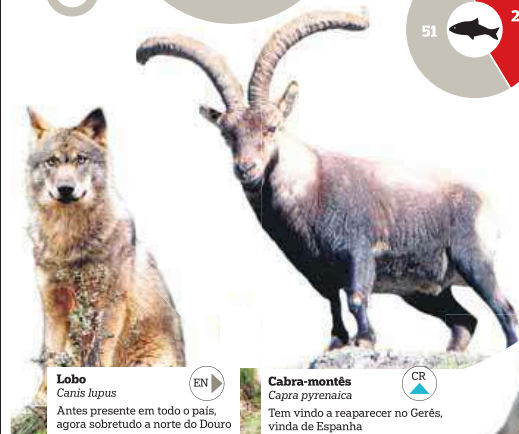 51
2
Lobo
Canis lupus
EN
Antes presente em todo o país,
agora sobretudo a norte do Douro
Cabra-montês
Capra pyrenaica
CR
Tem vindo a reaparecer no Gerês,
vinda de Espanha